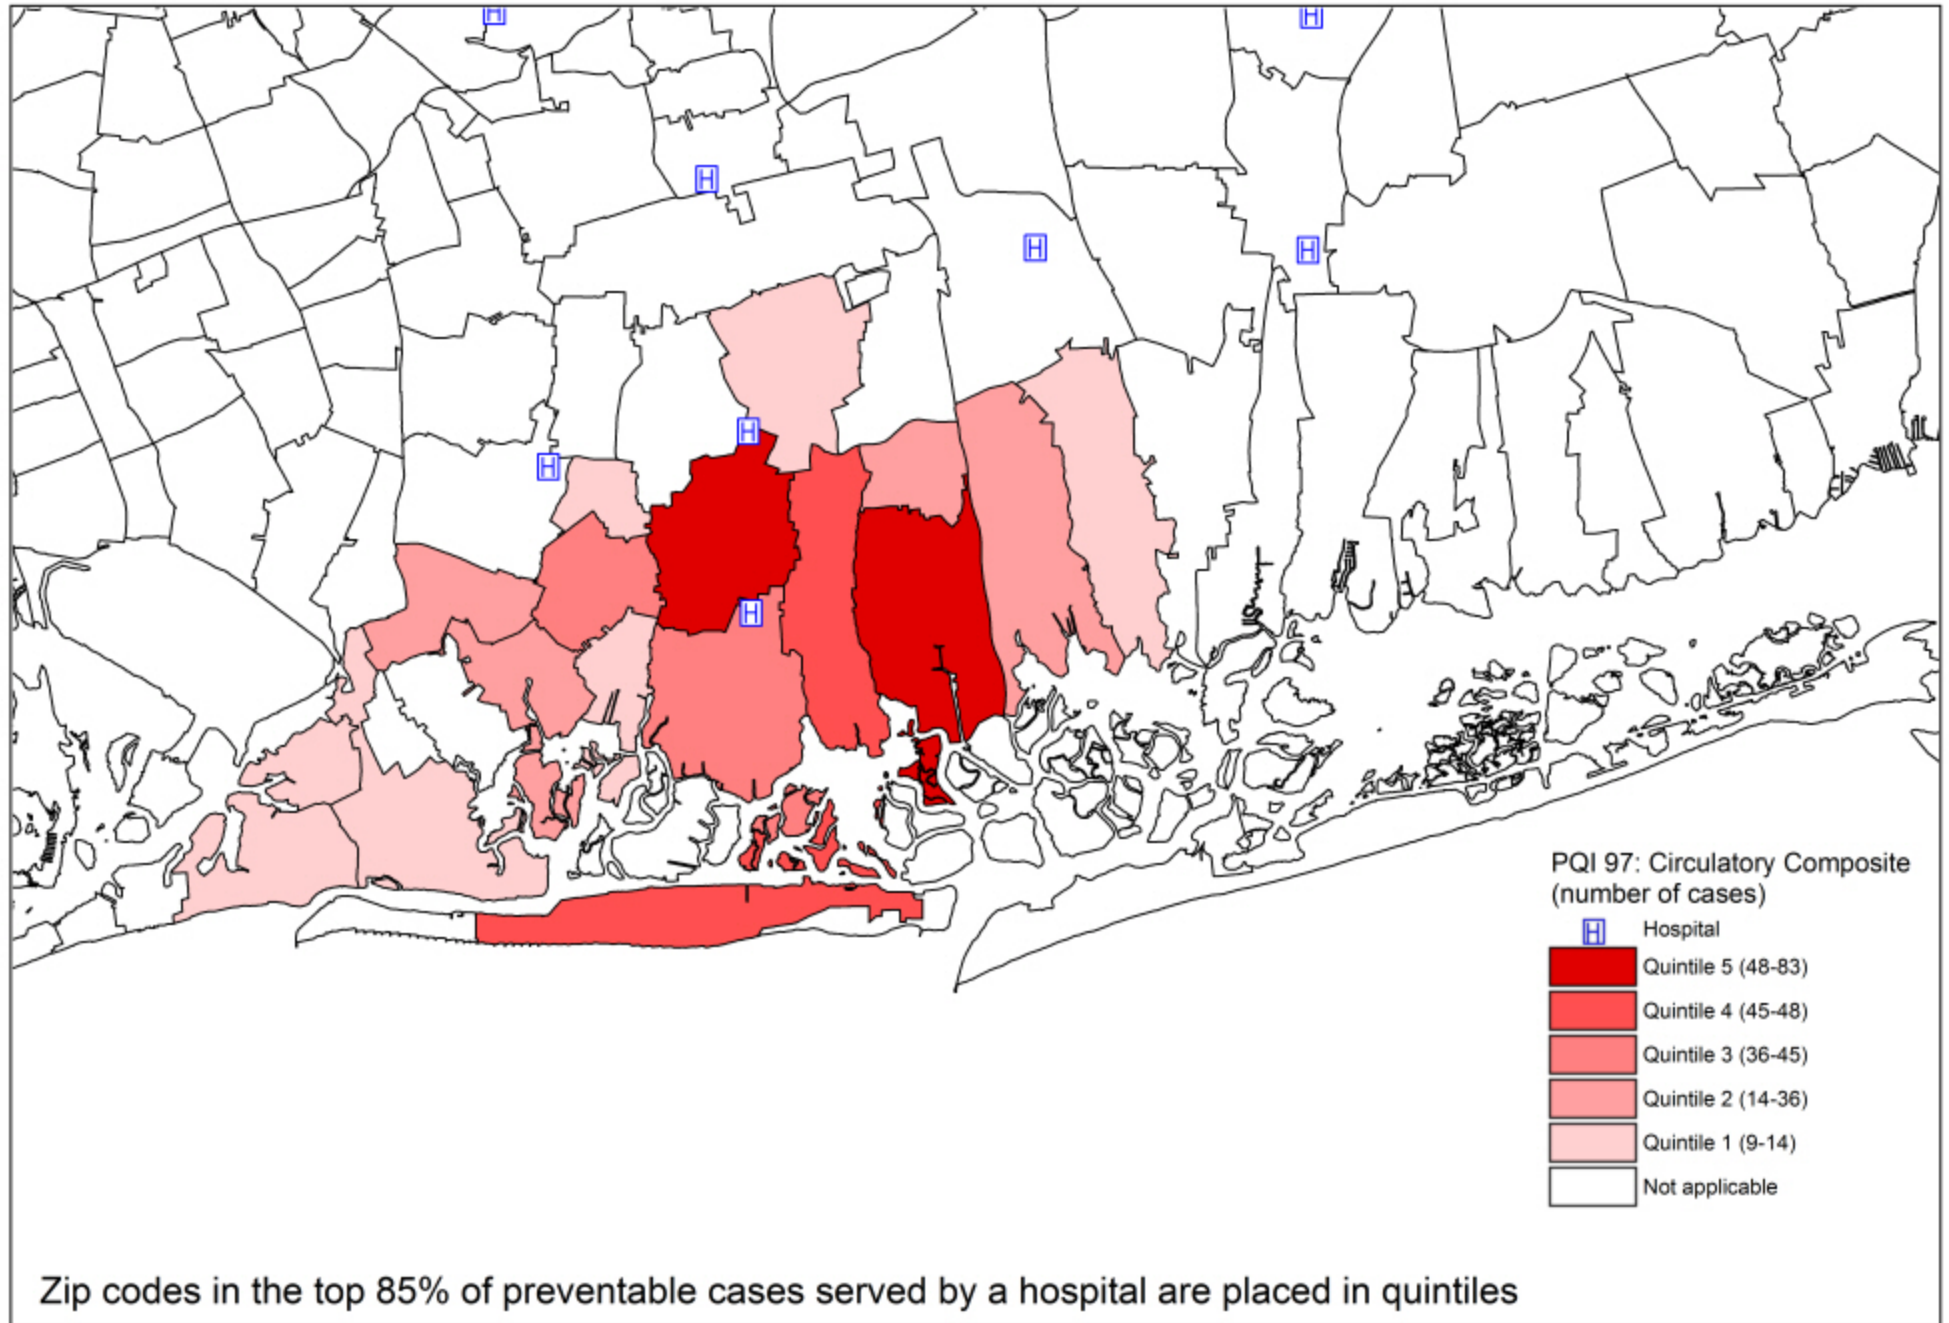 H
H
H
H
H
H
H
H
PQI 97: Circulatory Composite
(number of cases)
H Hospital
Quintile 5 (48-83)
Quintile 4 (45-48)
Quintile 3 (36-45)
Quintile 2 (14-36)
Quintile 1 (9-14)
Not applicable
Zip codes in the top 85% of preventable cases served by a hospital are placed in quintiles